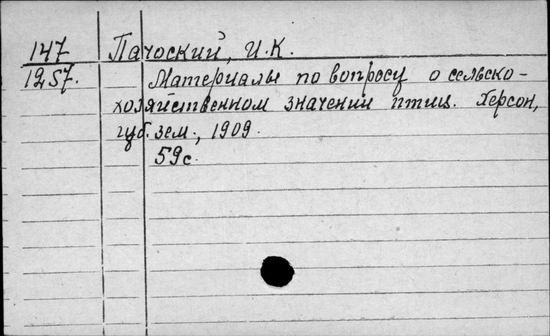 147 Пачоский, И.К.
1257. Материалы по вопросу о сельско-
хозяйственном значении птиц. Херсон,
губ. зем., 1909.
59с.